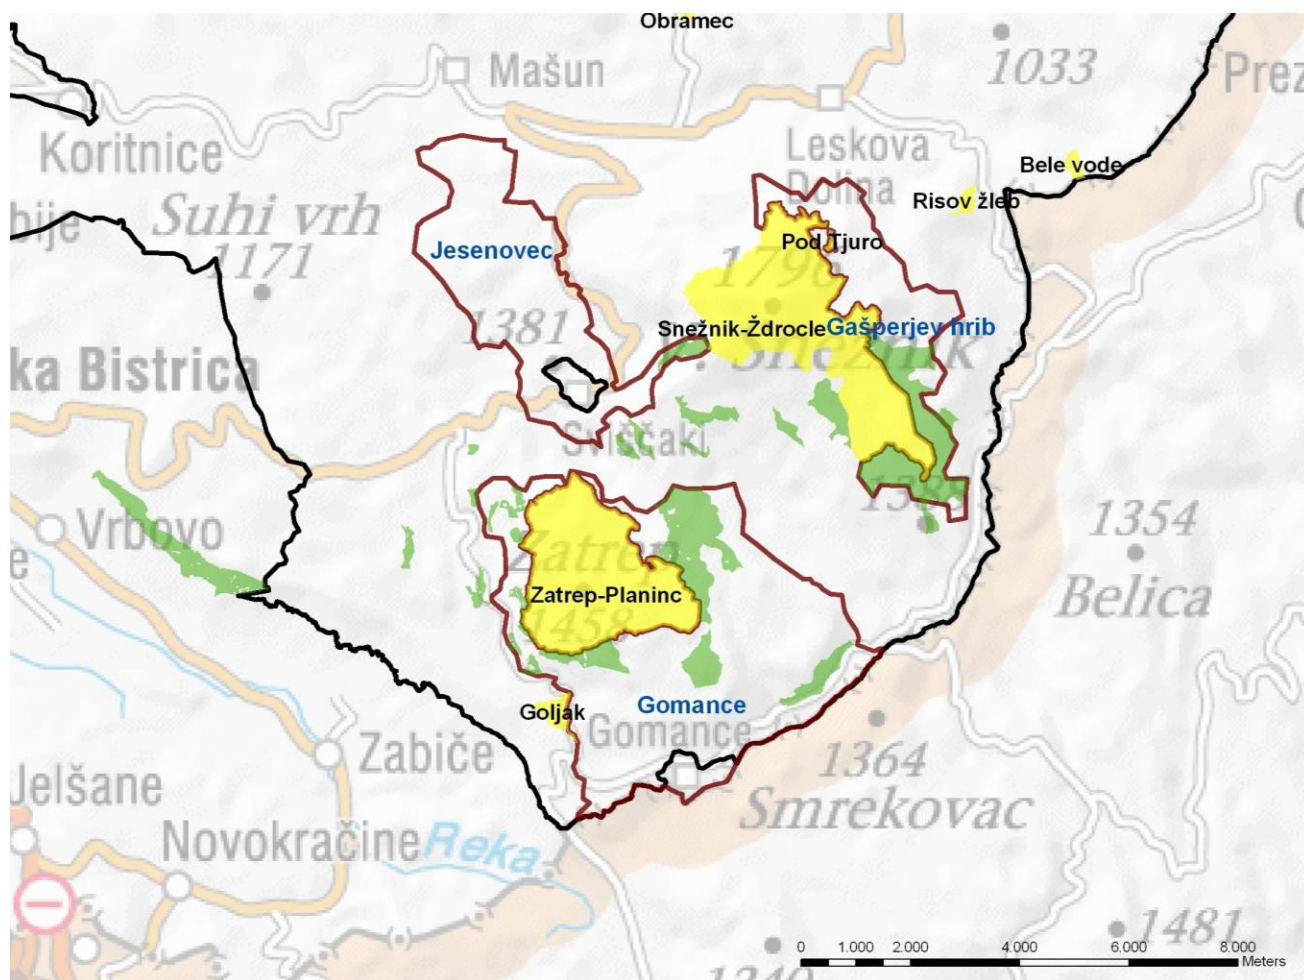 Obramec
Mašun
1033
Prez
Koritnice
Leskova
Dolina
Bele vode
Risov žleb
bije
Suhi vrh
1171
Jesenovec
Pod Tjuro
1796
1381
Snežnik-Ždrocle
Gašperjev hrib
ka Bistrica
Sviščaki
Vrbovo
1354
Zatrep
Belica
Zatrep-Planinc
1458
Goljak
Gomance
Gomance
Zabiče
1364
Jelšane
Smrekovac
Novokračine
Reka
1481
0
1.000
2.000
4.000
6.000
8.000
Meters